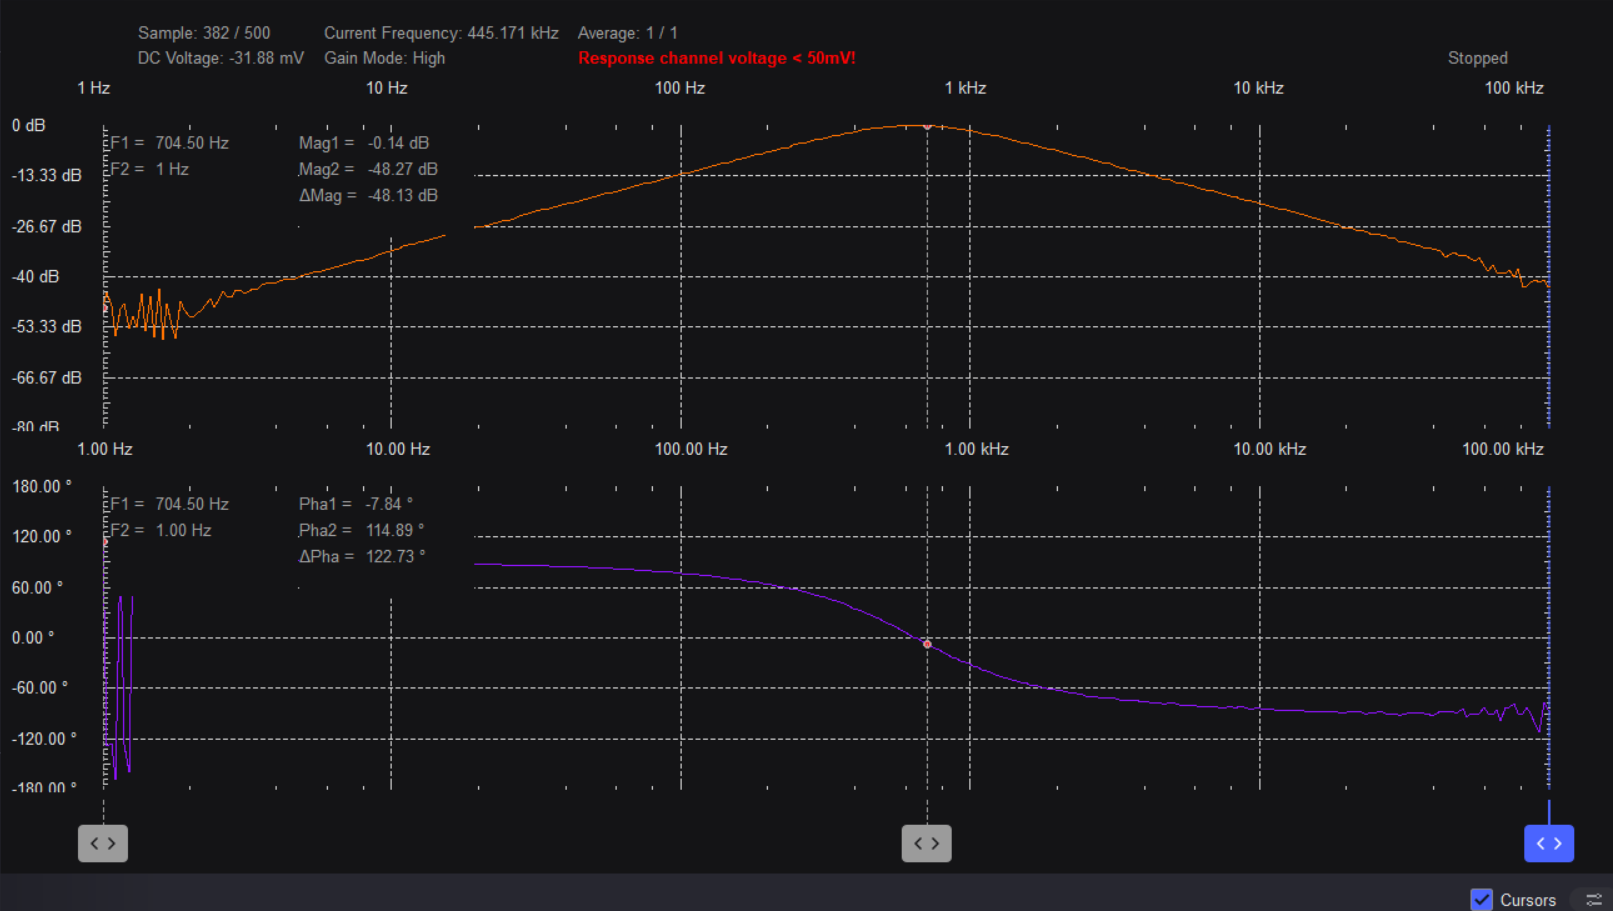 Sample: 382 / 500 Current Frequency: 445.171 kHz Average: 1 / 1
DC Voltage: -31.88 mV Gain Mode: High Response channel voltage < 50mV! Stopped
1 Hz 10 Hz 100 Hz 1 kHz 10 kHz 100 kHz
0 dB
F1 = 704.50 Hz Mag1 = -0.14 dB
F2 = 1 Hz Mag2 = -48.27 dB
-13.33 dB
ΔMag = -48.13 dB
-26.67 dB
-40 dB
-53.33 dB
-66.67 dB
-80 dB
1.00 Hz 10.00 Hz 100.00 Hz 1.00 kHz 10.00 kHz 100.00 kHz
180.00 °
F1 = 704.50 Hz Pha1 = -7.84 °
F2 = 1.00 Hz Pha2 = 114.89 °
120.00 °
ΔPha = 122.73 °
60.00 °
0.00 °
-60.00 °
-120.00 °
-180.00 °
Cursors